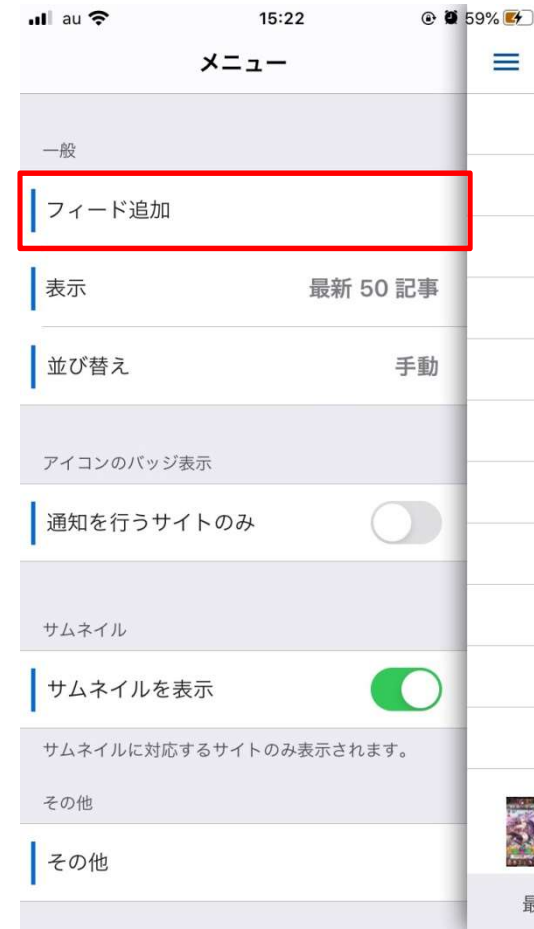 au 15:22 59%
メニュー
一般
フィード追加
表示 最新 50 記事
並び替え 手動
アイコンのバッジ表示
通知を行うサイトのみ
サムネイル
サムネイルを表示
サムネイルに対応するサイトのみ表示されます。
その他
その他
最